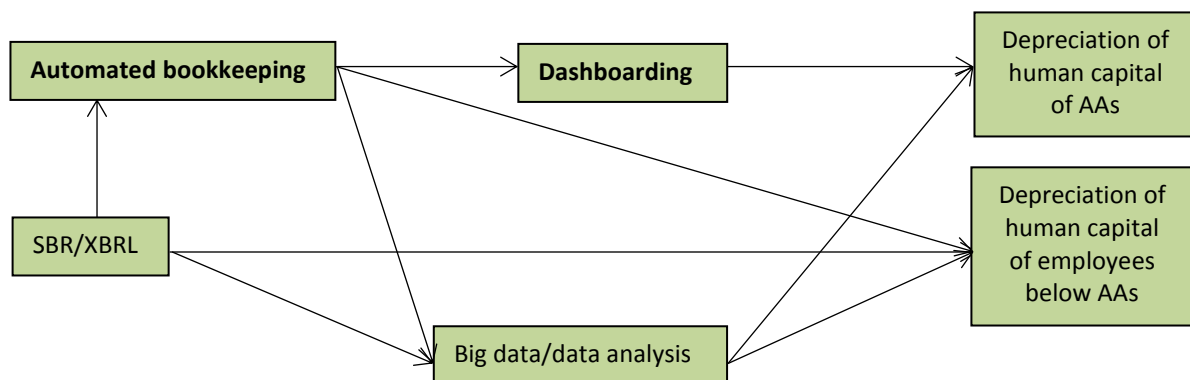 Automated bookkeeping
Dashboarding
Depreciation of
human capital
of AAs
SBR/XBRL
Depreciation of
human capital
of employees
below AAs
Big data/data analysis